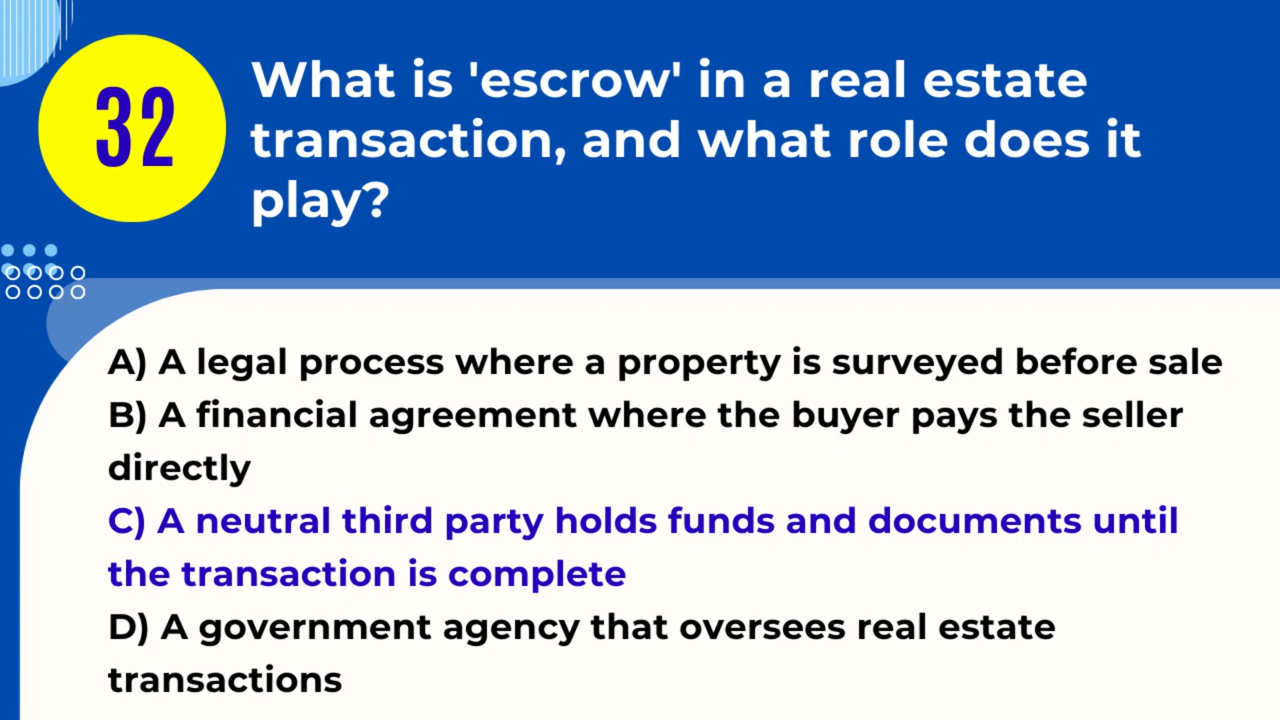 32
What is 'escrow' in a real estate
transaction, and what role does it
play?
A) A legal process where a property is surveyed before sale
B) A financial agreement where the buyer pays the seller
directly
C) A neutral third party holds funds and documents until
the transaction is complete
D) A government agency that oversees real estate
transactions